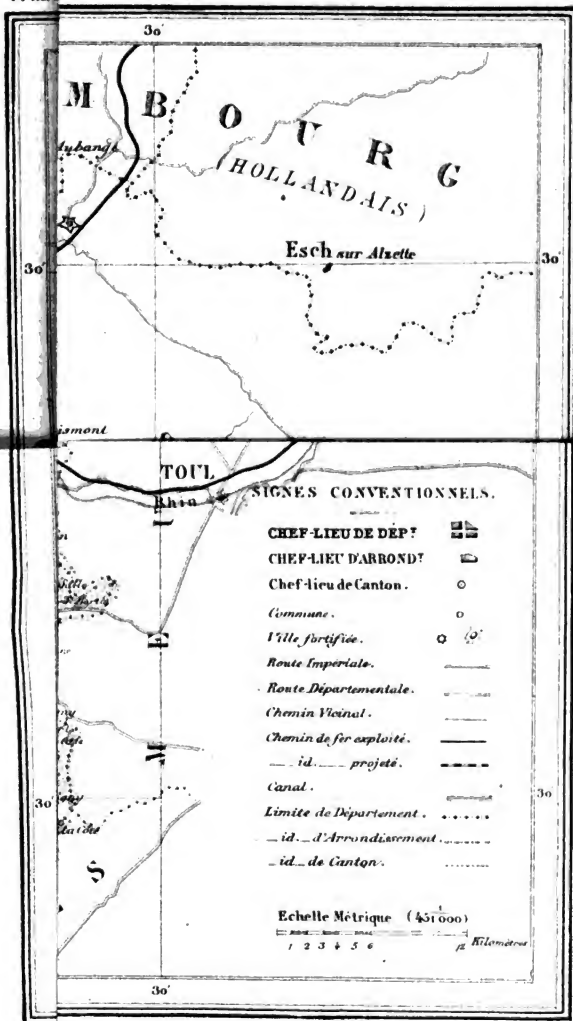 30'
M B O U R G
Aubange
(HOLLANDAIS)
Esch sur Alzette
30'
30'
ismont
TOUL
Rhin
SIGNES CONVENTIONNELS.
CHEF-LIEU DE DÉPT
CHEF-LIEU D'ARRONDT
Chef-lieu de Canton.
Commune.
Ville fortifiée.
Route Impériale.
Route Départementale.
Chemin Vicinal.
Chemin de fer exploité.
_ id. _ projeté.
Canal.
Limite de Département.
_ id _ d'Arrondissement.
_ id _ de Canton.
E
S
30'
30
Echelle Métrique (1/451000)
1 2 3 4 5 6 12 Kilomètres
30'